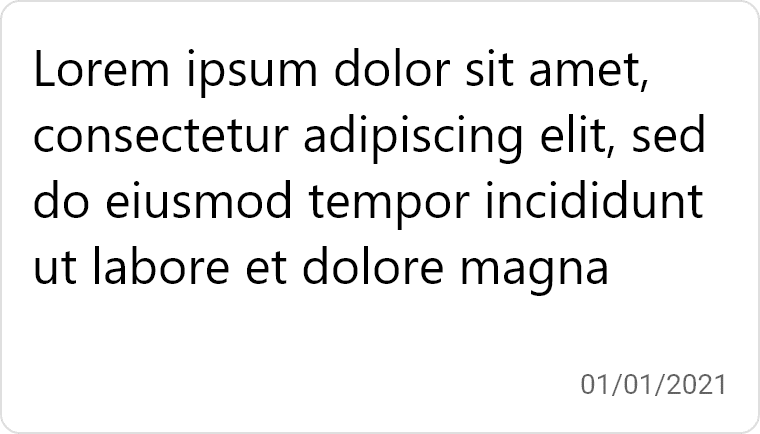 Lorem ipsum dolor sit amet,
consectetur adipiscing elit, sed
do eiusmod tempor incididunt
ut labore et dolore magna
01/01/2021